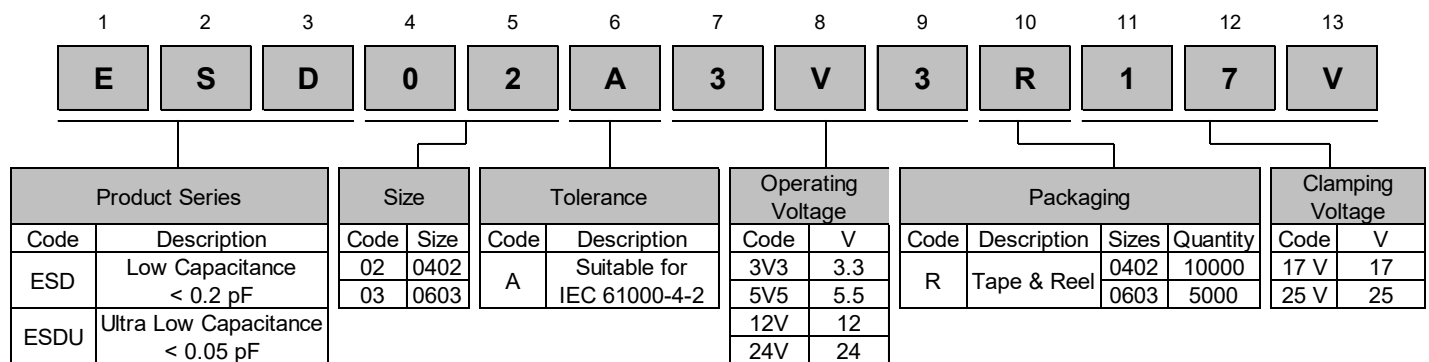 1 2 3 4 5 6 7 8 9 10 11 12 13
E S D 0 2 A 3 V 3 R 1 7 V
Product Series
Code Description
ESD Low Capacitance
< 0.2 pF
ESDU Ultra Low Capacitance
< 0.05 pF
Size
Code Size
02 0402
03 0603
Tolerance
Code Description
A Suitable for
IEC 61000-4-2
Operating
Voltage
Code V
3V3 3.3
5V5 5.5
12V 12
24V 24
Packaging
Code Description Sizes Quantity
R Tape & Reel 0402 10000
0603 5000
Clamping
Voltage
Code V
17 V 17
25 V 25